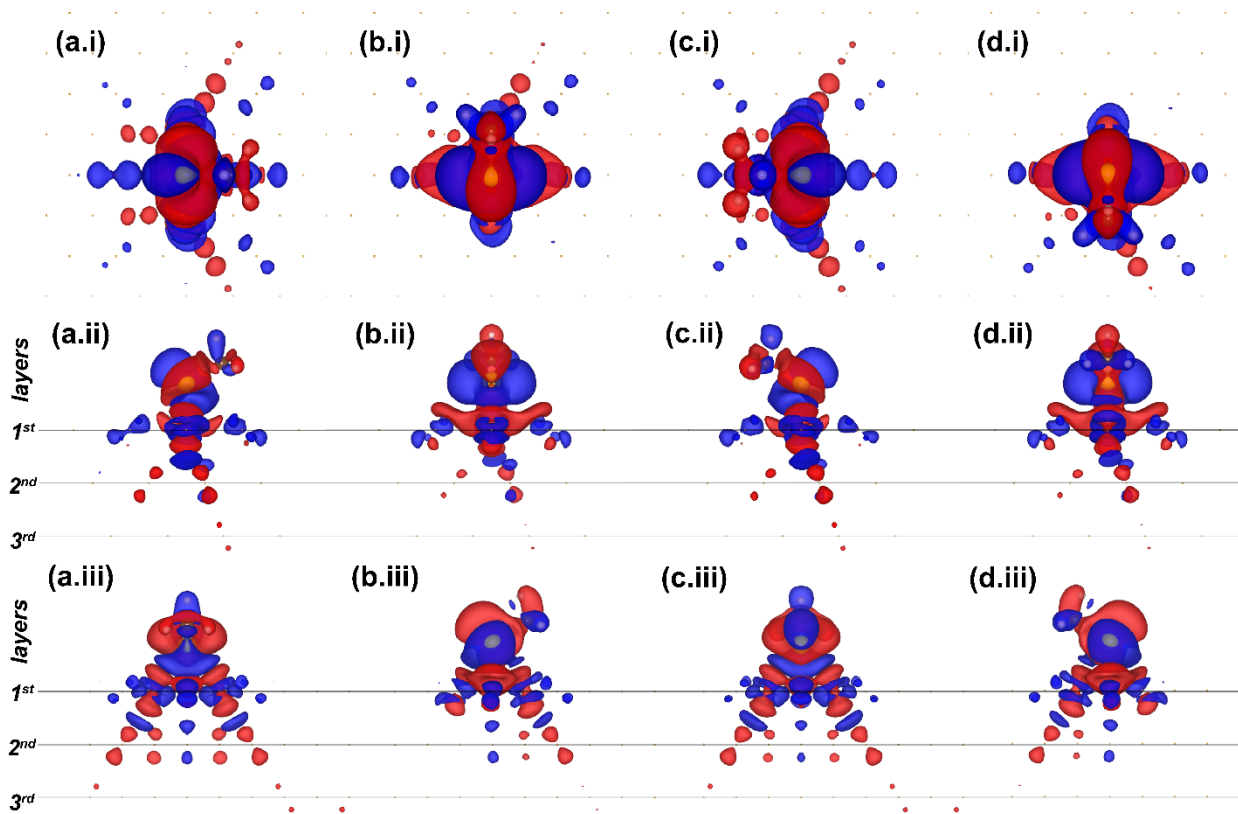 (a.i) (b.i) (c.i) (d.i)
(a.ii) (b.ii) (c.ii) (d.ii)
layers
1st
2nd
3rd
(a.iii) (b.iii) (c.iii) (d.iii)
layers
1st
2nd
3rd